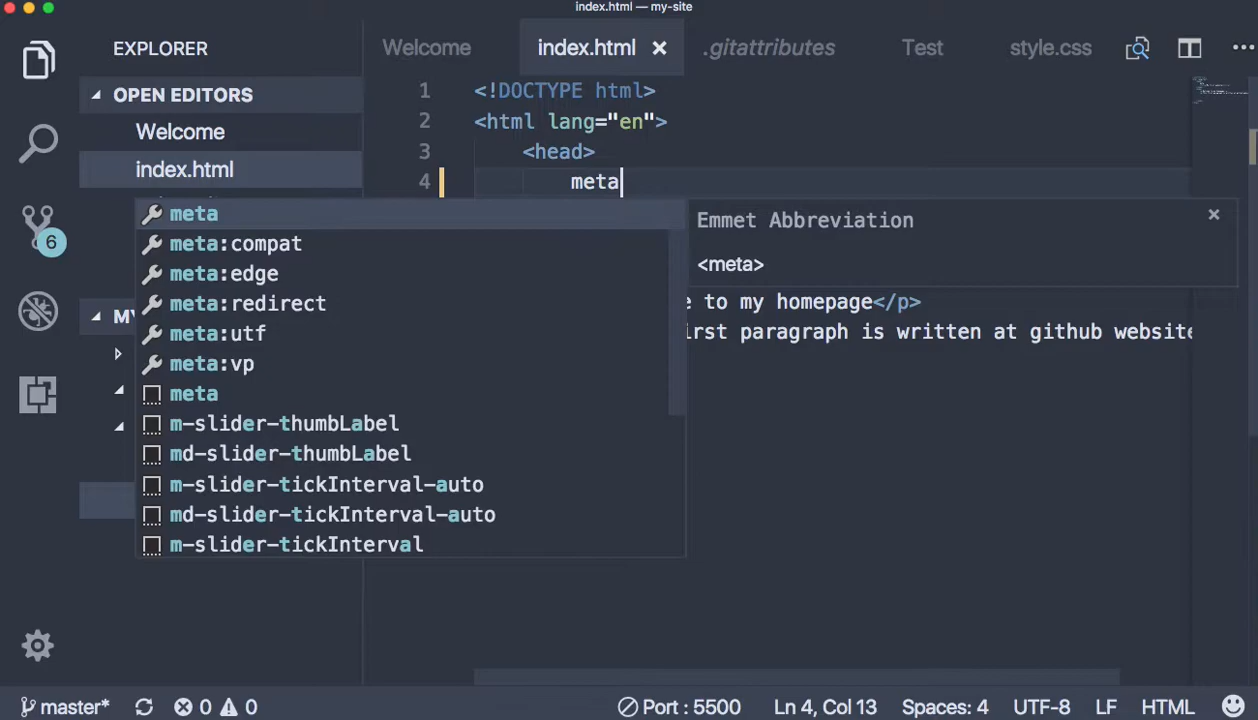 index.html — my-site
EXPLORER
OPEN EDITORS
Welcome
index.html
6
MY
Welcome
index.html ×
.gitattributes
Test
style.css
1 <!DOCTYPE html>
2 <html lang="en">
3 <head>
4 meta
meta
meta:compat
meta:edge
meta:redirect
meta:utf
meta:vp
meta
m-slider-thumbLabel
md-slider-thumbLabel
m-slider-tickInterval-auto
md-slider-tickInterval-auto
m-slider-tickInterval
Emmet Abbreviation ×
<meta>
e to my homepage</p>
irst paragraph is written at github website
master* 0 0
Port : 5500
Ln 4, Col 13
Spaces: 4
UTF-8
LF
HTML